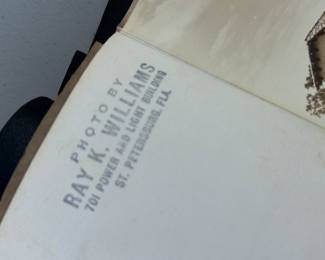 PHOTO BY
RAY K. WILLIAMS
701 POWER AND LIGHT BUILDING
ST. PETERSBURG, FLA.